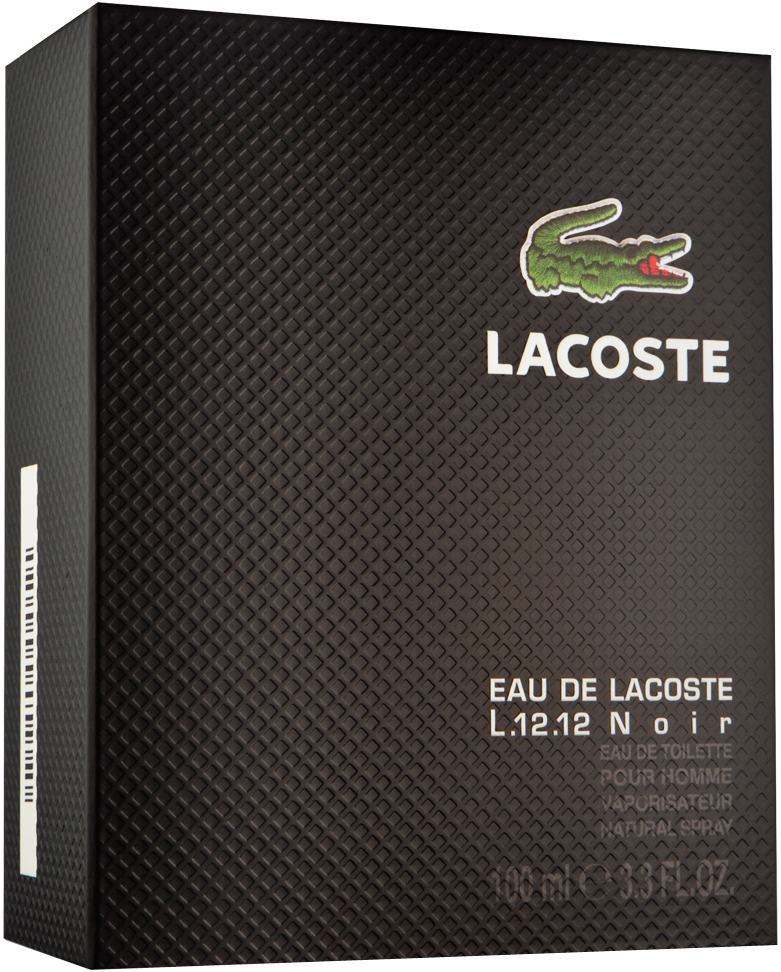 LACOSTE
EAU DE LACOSTE
L.12.12 Noir
EAU DE TOILETTE
POUR HOMME
VAPORISATEUR
NATURAL SPRAY
100 ml ℮ 3.3 FL.OZ.